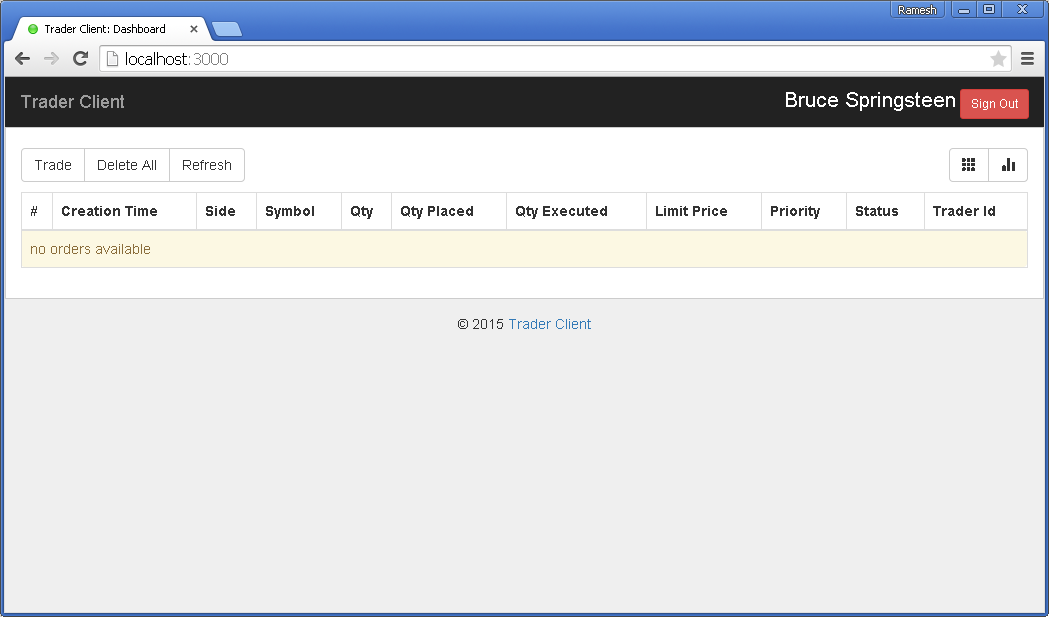 Ramesh
Trader Client: Dashboard
localhost:3000
Trader Client
Bruce Springsteen Sign Out
Trade Delete All Refresh
# Creation Time Side Symbol Qty Qty Placed Qty Executed Limit Price Priority Status Trader Id
no orders available
© 2015 Trader Client